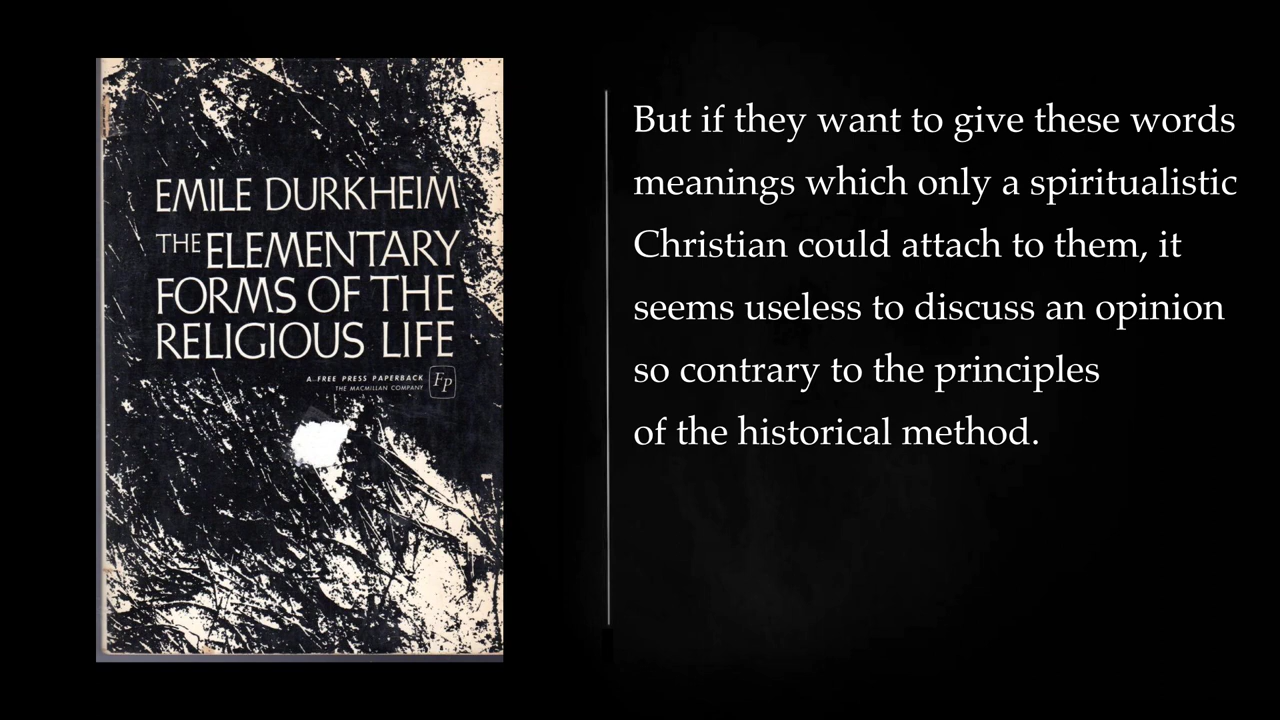 EMILE DURKHEIM
THE ELEMENTARY
FORMS OF THE
RELIGIOUS LIFE
A FREE PRESS PAPERBACK
THE MACMILLAN COMPANY
Fp
But if they want to give these words
meanings which only a spiritualistic
Christian could attach to them, it
seems useless to discuss an opinion
so contrary to the principles
of the historical method.